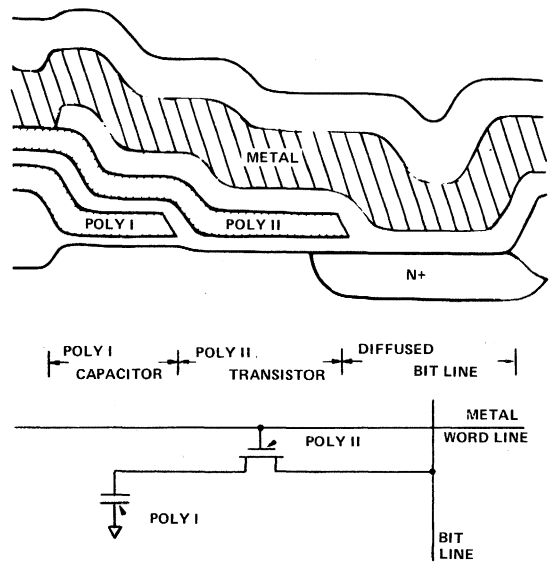 METAL
POLY I
POLY II
N+
POLY I
CAPACITOR
POLY II
TRANSISTOR
DIFFUSED
BIT LINE
METAL
WORD LINE
POLY II
POLY I
BIT
LINE